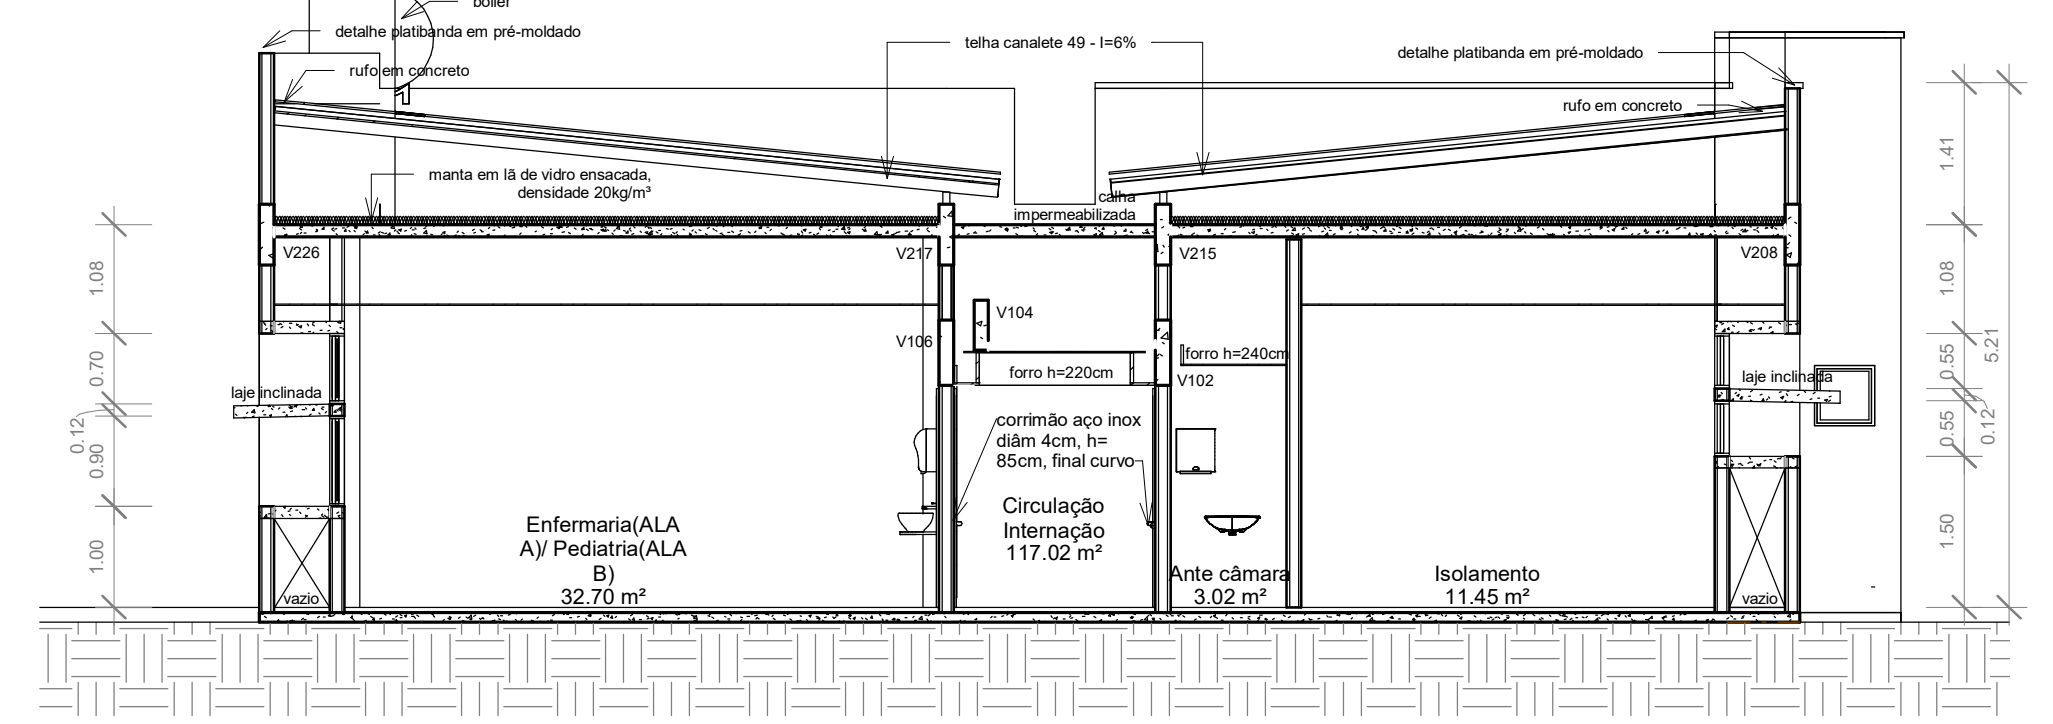 boiler
detalhe platibanda em pré-moldado
telha canalete 49 - I=6%
detalhe platibanda em pré-moldado
rufo em concreto
rufo em concreto
manta em lã de vidro ensacada,
densidade 20kg/m³
calha
impermeabilizada
V226
V217
V215
V208
V104
V106
V102
forro h=240cm
forro h=220cm
laje inclinada
laje inclinada
corrimão aço inox
diâm 4cm, h=
85cm, final curvo
Enfermaria(ALA
A)/ Pediatria(ALA
B)
32.70 m²
Circulação
Internação
117.02 m²
Ante câmara
3.02 m²
Isolamento
11.45 m²
vazio
vazio
1.08
0.70
0.12
0.90
1.00
1.41
1.08
0.55
0.12
0.55
1.50
5.21